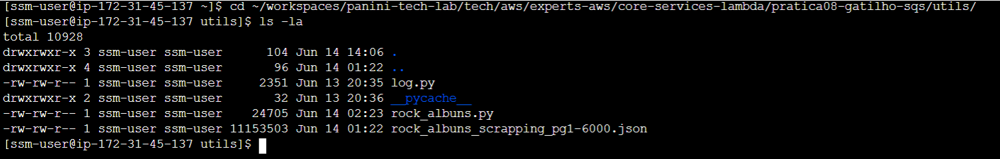 [ssm-user@ip-172-31-45-137 ~]$ cd ~/workspaces/panini-tech-lab/tech/aws/experts-aws/core-services-lambda/pratica08-gatilho-sqs/utils/
[ssm-user@ip-172-31-45-137 utils]$ ls -la
total 10928
drwxrwxr-x 3 ssm-user ssm-user      104 Jun 14 14:06 .
drwxrwxr-x 4 ssm-user ssm-user       96 Jun 14 01:22 ..
-rw-rw-r-- 1 ssm-user ssm-user     2351 Jun 13 20:35 log.py
drwxrwxr-x 2 ssm-user ssm-user       32 Jun 13 20:36 __pycache__
-rw-rw-r-- 1 ssm-user ssm-user    24705 Jun 14 02:23 rock_albuns.py
-rw-rw-r-- 1 ssm-user ssm-user 11153503 Jun 14 01:22 rock_albuns_scrapping_pg1-6000.json
[ssm-user@ip-172-31-45-137 utils]$